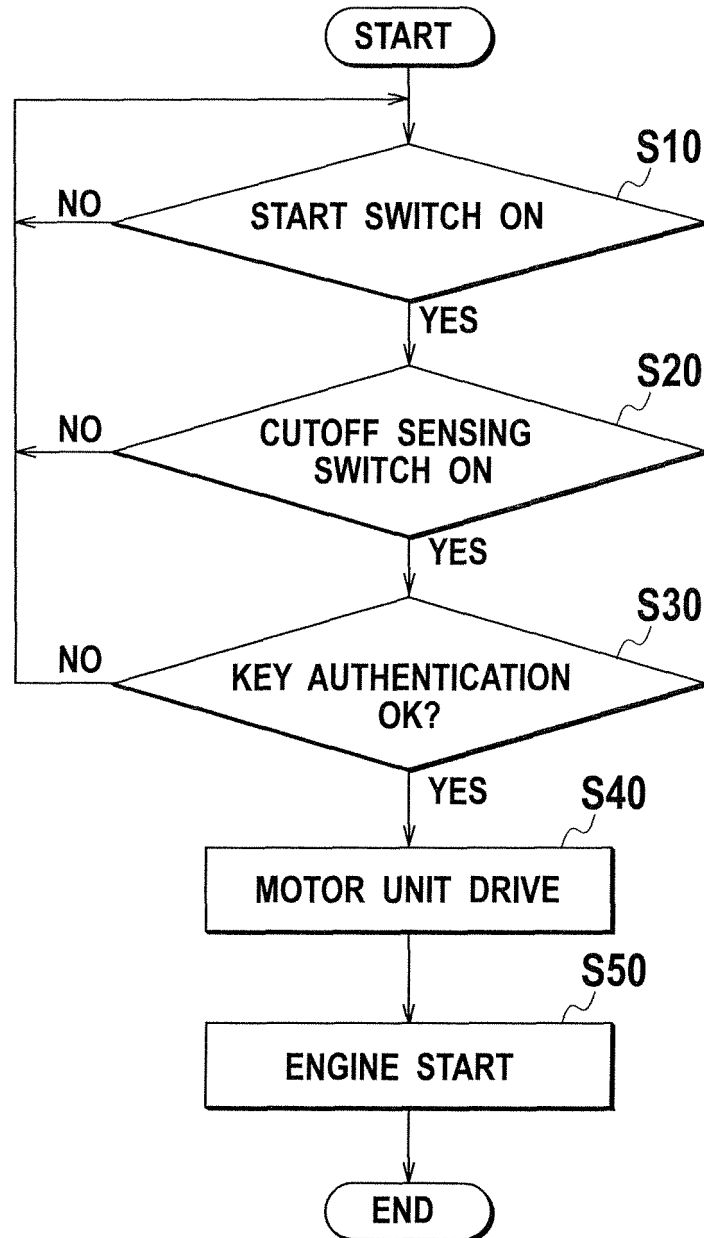 START
S10
START SWITCH ON
NO
YES
S20
CUTOFF SENSING
SWITCH ON
NO
YES
S30
KEY AUTHENTICATION
OK?
NO
YES
S40
MOTOR UNIT DRIVE
S50
ENGINE START
END